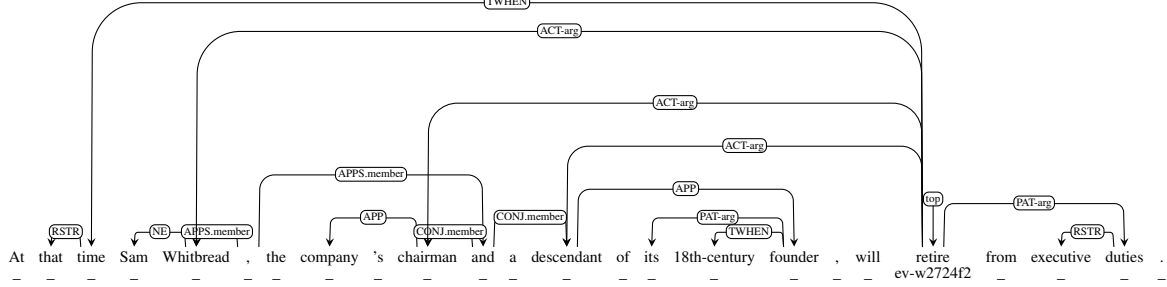 TWHEN
ACT-arg
ACT-arg
ACT-arg
APPS.member
APP
top
PAT-arg
RSTR
NE
APPS.member
APP
CONJ.member
CONJ.member
PAT-arg
TWHEN
RSTR
At that time Sam Whitbread , the company 's chairman and a descendant of its 18th-century founder , will retire from executive duties .
_ _ _ _ _ _ _ _ _ _ _ _ _ _ _ _ _ _ _ ev-w2724f2 _ _ _ _